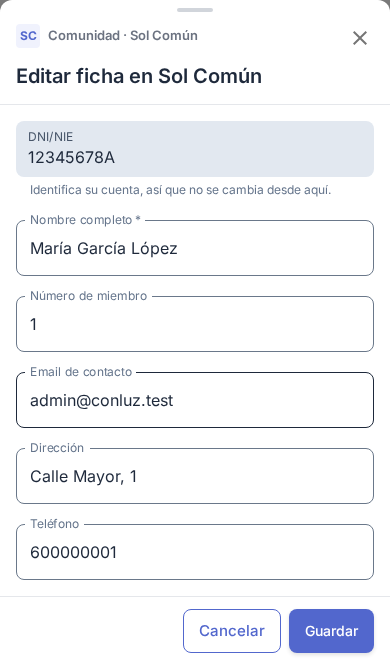 SC Comunidad · Sol Común
Editar ficha en Sol Común
DNI/NIE
12345678A
Identifica su cuenta, así que no se cambia desde aquí.
Nombre completo *
María García López
Número de miembro
1
Email de contacto
admin@conluz.test
Dirección
Calle Mayor, 1
Teléfono
600000001
Cancelar Guardar